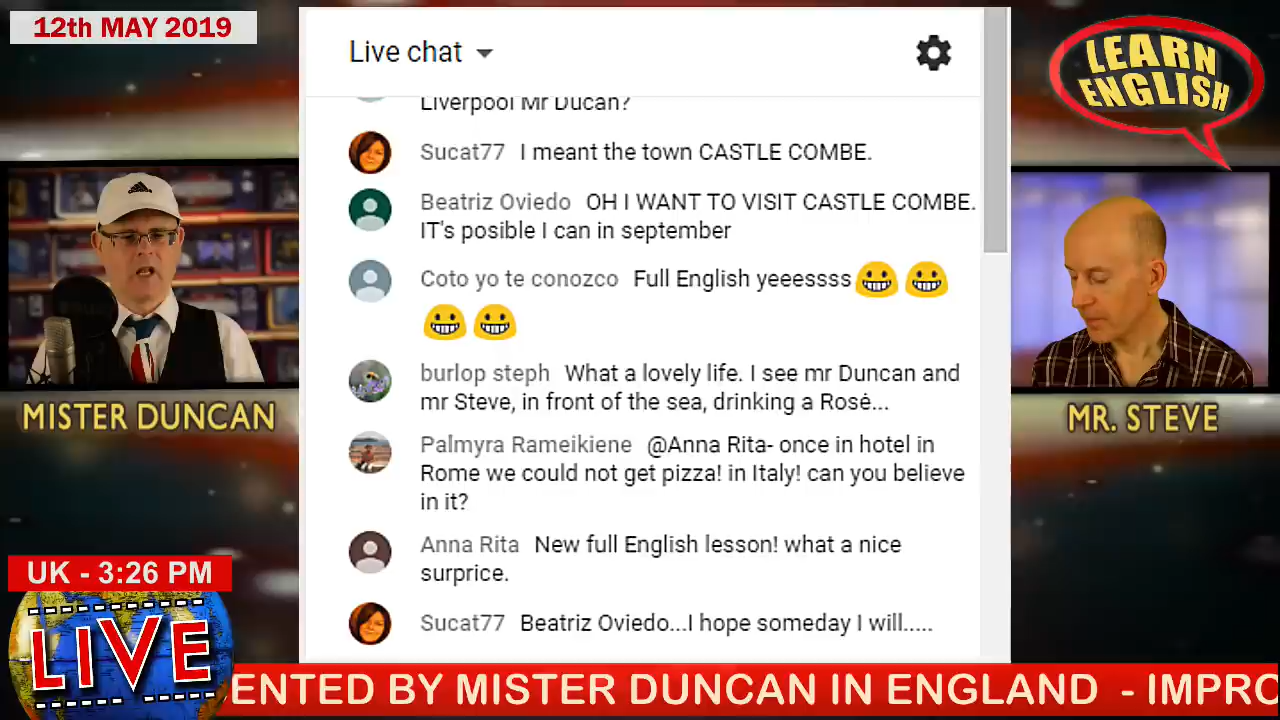 12th MAY 2019
Live chat
LEARN
ENGLISH
Liverpool Mr Ducan?
Sucat77 I meant the town CASTLE COMBE.
Beatriz Oviedo OH I WANT TO VISIT CASTLE COMBE.
IT's posible I can in september
Coto yo te conozco Full English yeeessss😀😀
😀😀
burlop steph What a lovely life. I see mr Duncan and
mr Steve, in front of the sea, drinking a Rosé...
Palmyra Rameikiene @Anna Rita- once in hotel in
Rome we could not get pizza! in Italy! can you believe
in it?
Anna Rita New full English lesson! what a nice
surprice.
Sucat77 Beatriz Oviedo...I hope someday I will.....
MISTER DUNCAN
MR. STEVE
UK - 3:26 PM
LIVE
ENTED BY MISTER DUNCAN IN ENGLAND - IMPRO